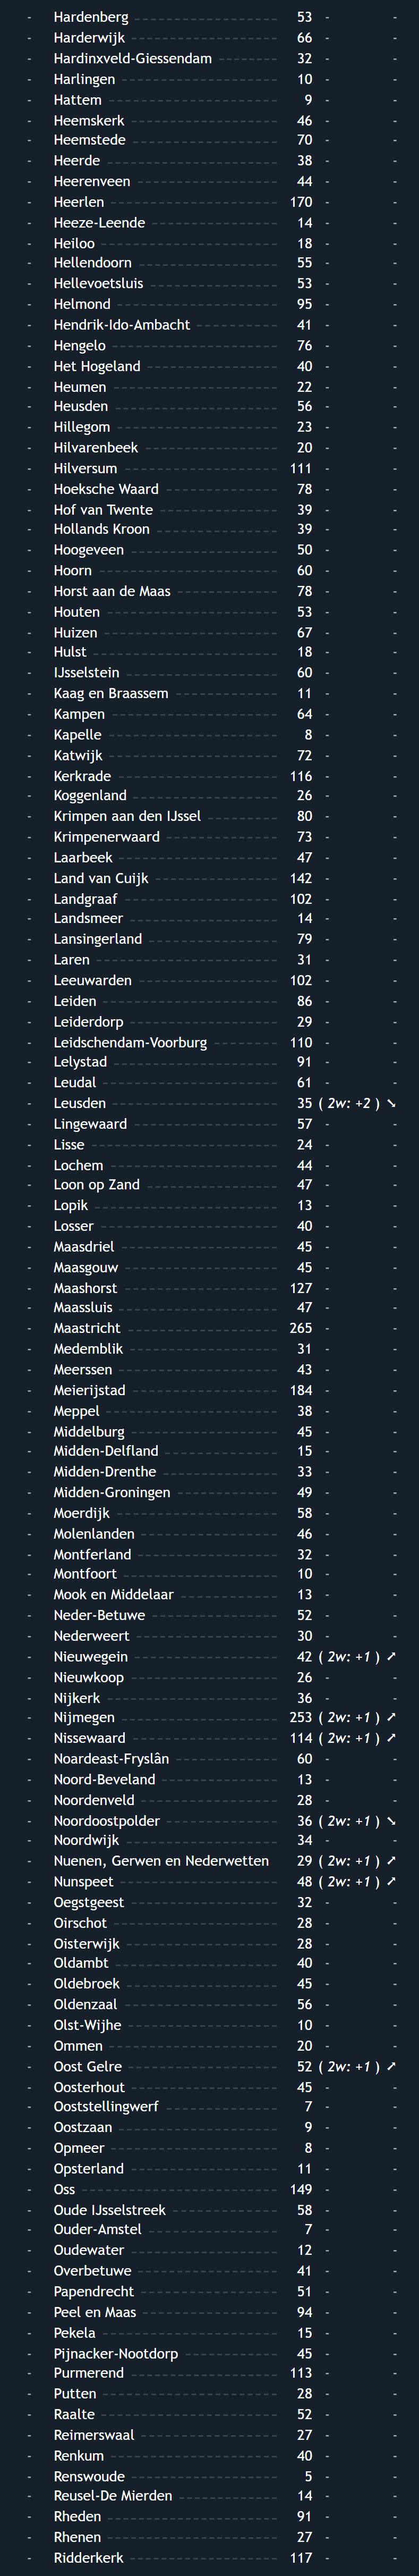 - Hardenberg 53 - -
- Harderwijk 66 - -
- Hardinxveld-Giessendam 32 - -
- Harlingen 10 - -
- Hattem 9 - -
- Heemskerk 46 - -
- Heemstede 70 - -
- Heerde 38 - -
- Heerenveen 44 - -
- Heerlen 170 - -
- Heeze-Leende 14 - -
- Heiloo 18 - -
- Hellendoorn 55 - -
- Hellevoetsluis 53 - -
- Helmond 95 - -
- Hendrik-Ido-Ambacht 41 - -
- Hengelo 76 - -
- Het Hogeland 40 - -
- Heumen 22 - -
- Heusden 56 - -
- Hillegom 23 - -
- Hilvarenbeek 20 - -
- Hilversum 111 - -
- Hoeksche Waard 78 - -
- Hof van Twente 39 - -
- Hollands Kroon 39 - -
- Hoogeveen 50 - -
- Hoorn 60 - -
- Horst aan de Maas 78 - -
- Houten 53 - -
- Huizen 67 - -
- Hulst 18 - -
- IJsselstein 60 - -
- Kaag en Braassem 11 - -
- Kampen 64 - -
- Kapelle 8 - -
- Katwijk 72 - -
- Kerkrade 116 - -
- Koggenland 26 - -
- Krimpen aan den IJssel 80 - -
- Krimpenerwaard 73 - -
- Laarbeek 47 - -
- Land van Cuijk 142 - -
- Landgraaf 102 - -
- Landsmeer 14 - -
- Lansingerland 79 - -
- Laren 31 - -
- Leeuwarden 102 - -
- Leiden 86 - -
- Leiderdorp 29 - -
- Leidschendam-Voorburg 110 - -
- Lelystad 91 - -
- Leudal 61 - -
- Leusden 35 ( 2w: +2 ) ➘
- Lingewaard 57 - -
- Lisse 24 - -
- Lochem 44 - -
- Loon op Zand 47 - -
- Lopik 13 - -
- Losser 40 - -
- Maasdriel 45 - -
- Maasgouw 45 - -
- Maashorst 127 - -
- Maassluis 47 - -
- Maastricht 265 - -
- Medemblik 31 - -
- Meerssen 43 - -
- Meierijstad 184 - -
- Meppel 38 - -
- Middelburg 45 - -
- Midden-Delfland 15 - -
- Midden-Drenthe 33 - -
- Midden-Groningen 49 - -
- Moerdijk 58 - -
- Molenlanden 46 - -
- Montferland 32 - -
- Montfoort 10 - -
- Mook en Middelaar 13 - -
- Neder-Betuwe 52 - -
- Nederweert 30 - -
- Nieuwegein 42 ( 2w: +1 ) ➚
- Nieuwkoop 26 - -
- Nijkerk 36 - -
- Nijmegen 253 ( 2w: +1 ) ➚
- Nissewaard 114 ( 2w: +1 ) ➚
- Noardeast-Fryslân 60 - -
- Noord-Beveland 13 - -
- Noordenveld 28 - -
- Noordoostpolder 36 ( 2w: +1 ) ➘
- Noordwijk 34 - -
- Nuenen, Gerwen en Nederwetten 29 ( 2w: +1 ) ➚
- Nunspeet 48 ( 2w: +1 ) ➚
- Oegstgeest 32 - -
- Oirschot 28 - -
- Oisterwijk 28 - -
- Oldambt 40 - -
- Oldebroek 45 - -
- Oldenzaal 56 - -
- Olst-Wijhe 10 - -
- Ommen 20 - -
- Oost Gelre 52 ( 2w: +1 ) ➚
- Oosterhout 45 - -
- Ooststellingwerf 7 - -
- Oostzaan 9 - -
- Opmeer 8 - -
- Opsterland 11 - -
- Oss 149 - -
- Oude IJsselstreek 58 - -
- Ouder-Amstel 7 - -
- Oudewater 12 - -
- Overbetuwe 41 - -
- Papendrecht 51 - -
- Peel en Maas 94 - -
- Pekela 15 - -
- Pijnacker-Nootdorp 45 - -
- Purmerend 113 - -
- Putten 28 - -
- Raalte 52 - -
- Reimerswaal 27 - -
- Renkum 40 - -
- Renswoude 5 - -
- Reusel-De Mierden 14 - -
- Rheden 91 - -
- Rhenen 27 - -
- Ridderkerk 117 - -